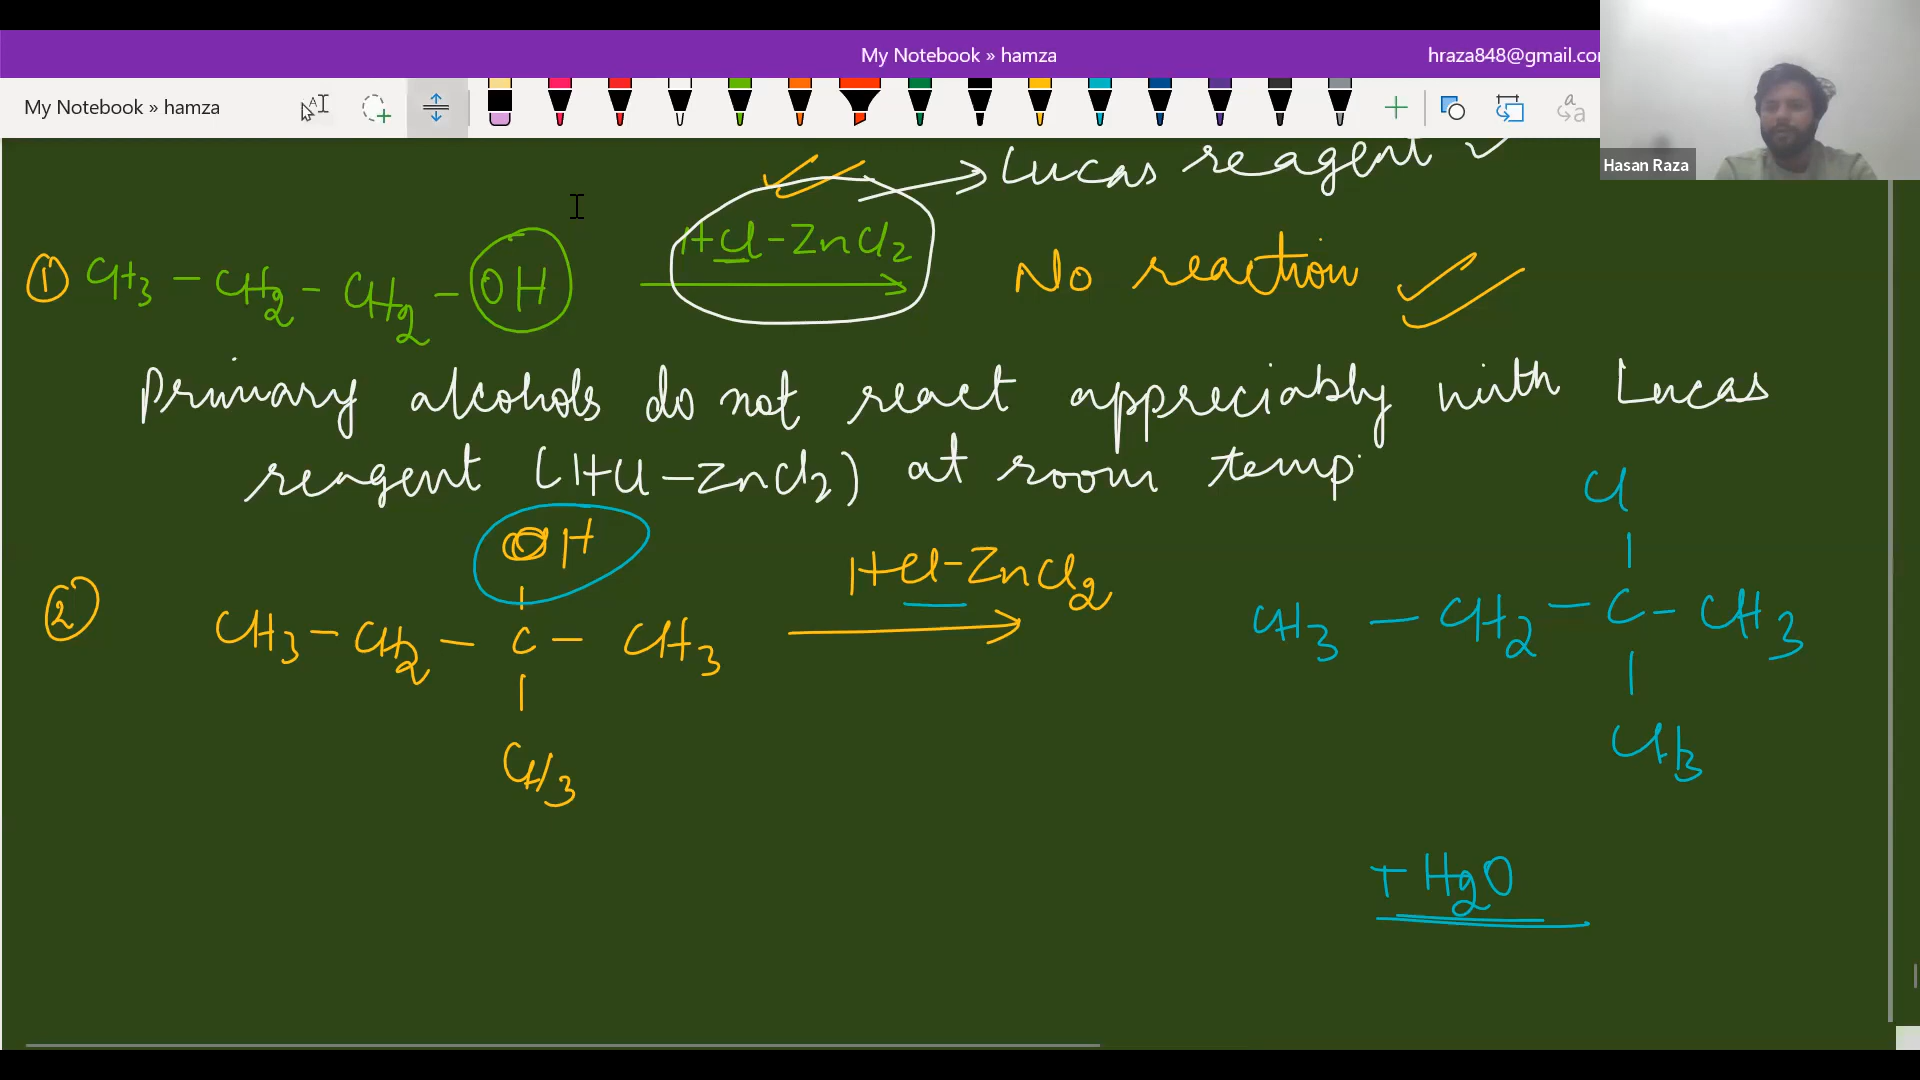 My Notebook » hamza
hraza848@gmail.co
My Notebook » hamza
Hasan Raza
→ Lucas reagent ✓
① CH3 - CH2 - CH2 - OH
HCl-ZnCl2
No reaction
Primary alcohols do not react appreciably with Lucas
reagent (HCl-ZnCl2) at room temp.
②
OH
CH3 - CH2 - C - CH3
CH3
HCl-ZnCl2
Cl
CH3 - CH2 - C - CH3
CH3
+ H2O